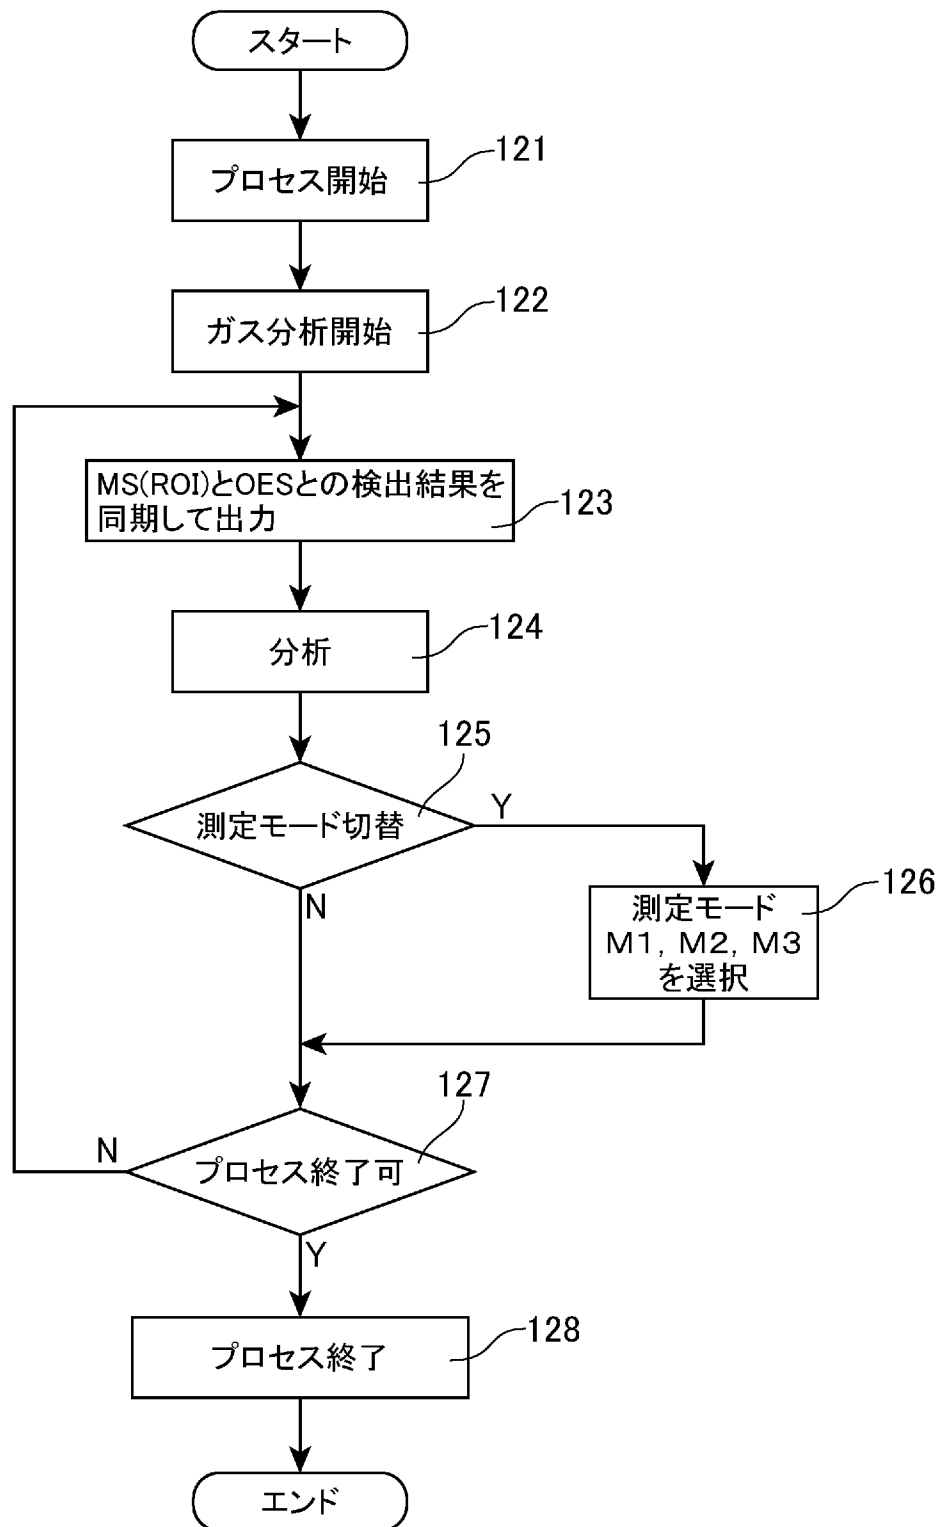 スタート
121
プロセス開始
122
ガス分析開始
MS(ROI)とOESとの検出結果を
同期して出力
123
124
分析
125
測定モード切替
Y
N
126
測定モード
M1, M2, M3
を選択
127
プロセス終了可
N
Y
128
プロセス終了
エンド